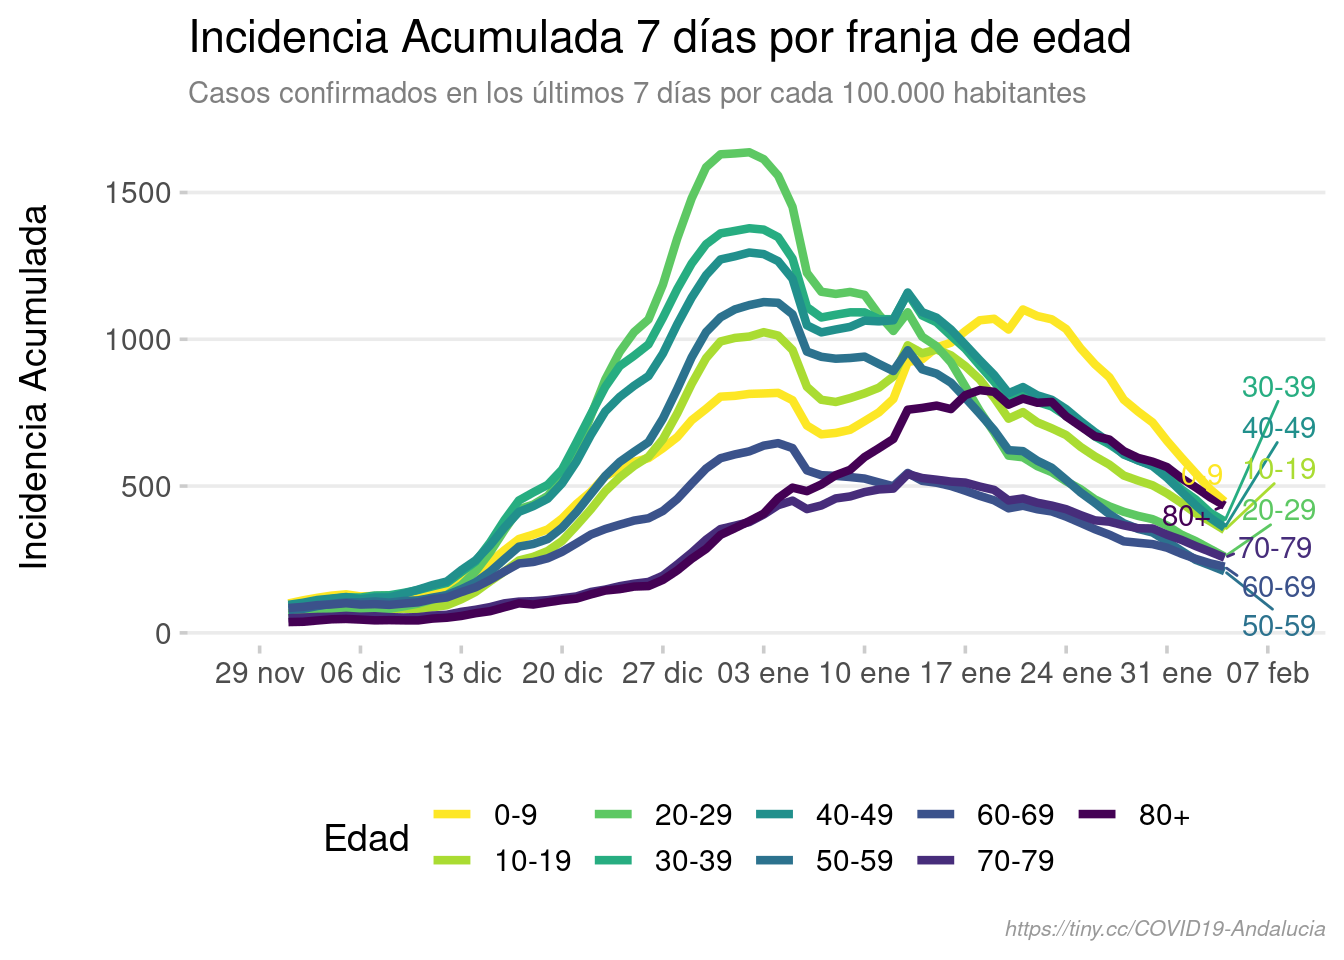 Incidencia Acumulada 7 días por franja de edad
Casos confirmados en los últimos 7 días por cada 100.000 habitantes
Incidencia Acumulada
1500
1000
500
0
30-39
40-49
10-19
0-9
20-29
80+
70-79
60-69
50-59
29 nov 06 dic 13 dic 20 dic 27 dic 03 ene 10 ene 17 ene 24 ene 31 ene 07 feb
Edad
0-9 20-29 40-49 60-69 80+
10-19 30-39 50-59 70-79
https://tiny.cc/COVID19-Andalucia